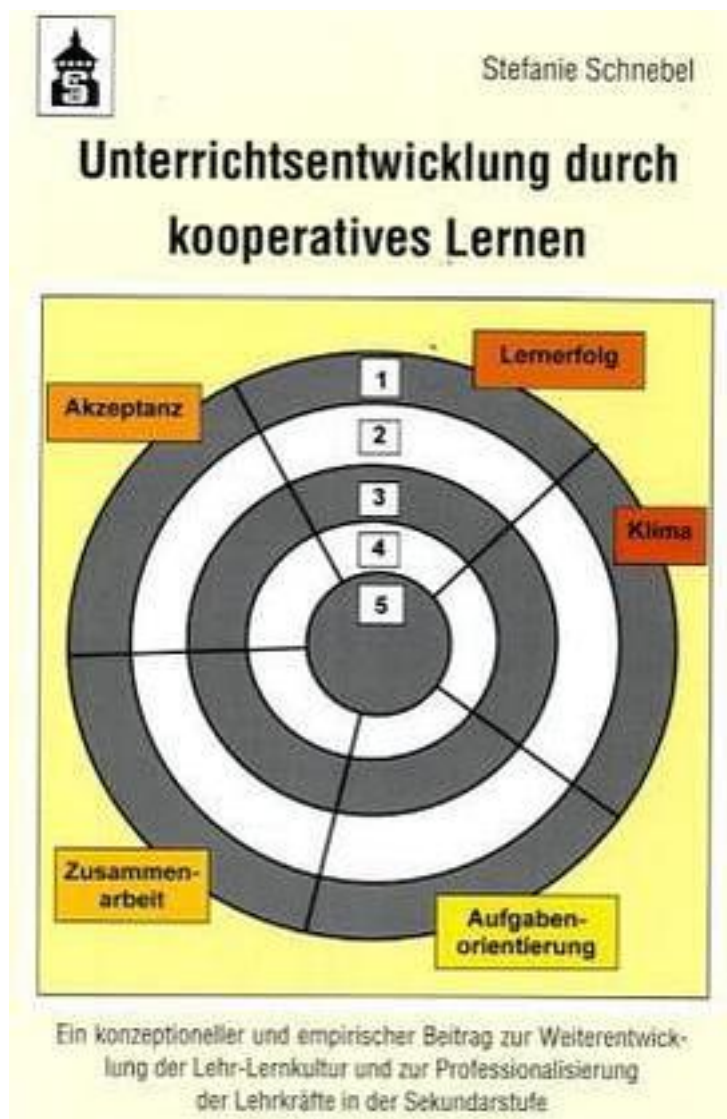 S
Stefanie Schnebel
Unterrichtsentwicklung durch
kooperatives Lernen
1
Lernerfolg
Akzeptanz
2
3
Klima
4
5
Zusammen-
arbeit
Aufgaben-
orientierung
Ein konzeptioneller und empirischer Beitrag zur Weiterentwick-
lung der Lehr-Lernkultur und zur Professionalisierung
der Lehrkräfte in der Sekundarstufe